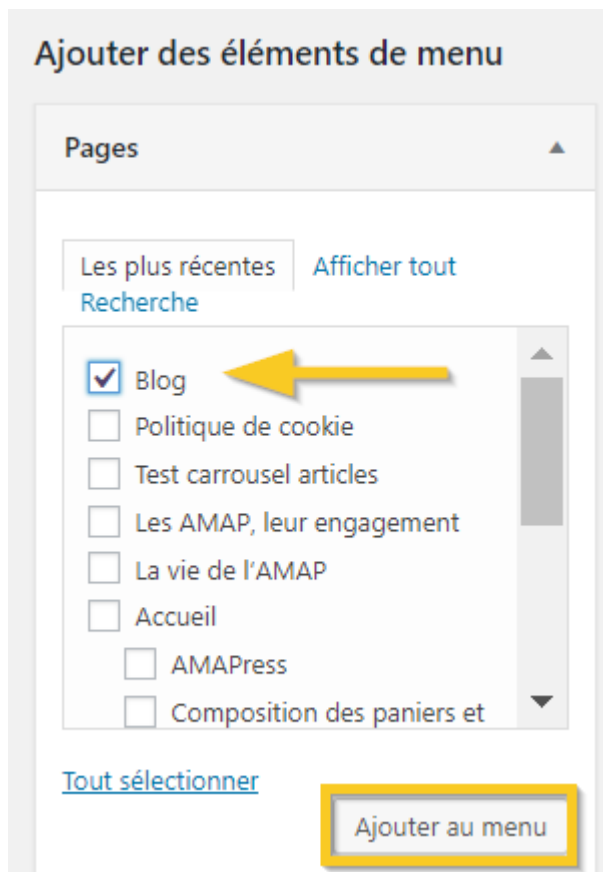 Ajouter des éléments de menu
Pages
Les plus récentes Afficher tout
Recherche
Blog
Politique de cookie
Test carrousel articles
Les AMAP, leur engagement
La vie de l'AMAP
Accueil
AMAPress
Composition des paniers et
Tout sélectionner
Ajouter au menu